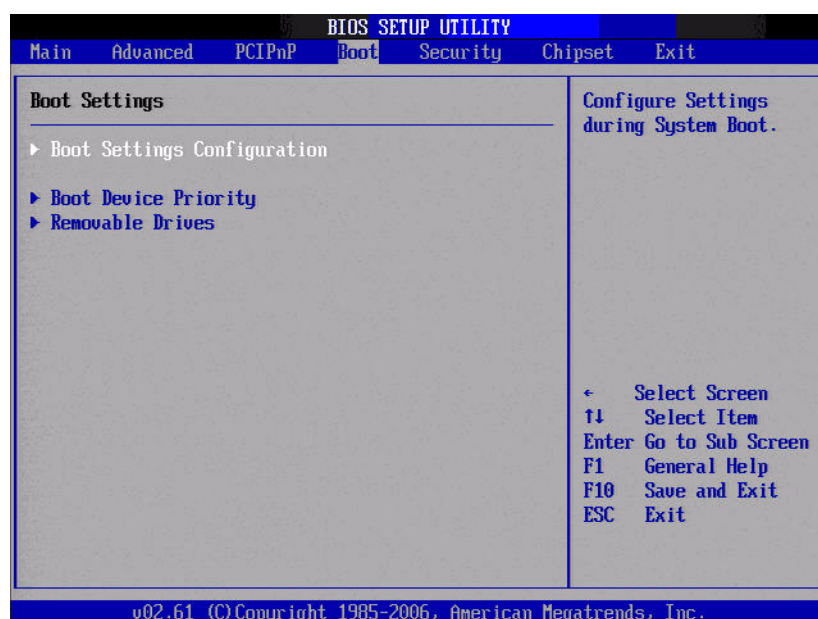 BIOS SETUP UTILITY
Main Advanced PCIPnP Boot Security Chipset Exit
Boot Settings
▶ Boot Settings Configuration
▶ Boot Device Priority
▶ Removable Drives
Configure Settings
during System Boot.
← Select Screen
↑↓ Select Item
Enter Go to Sub Screen
F1 General Help
F10 Save and Exit
ESC Exit
v02.61 (C)Copyright 1985-2006, American Megatrends, Inc.